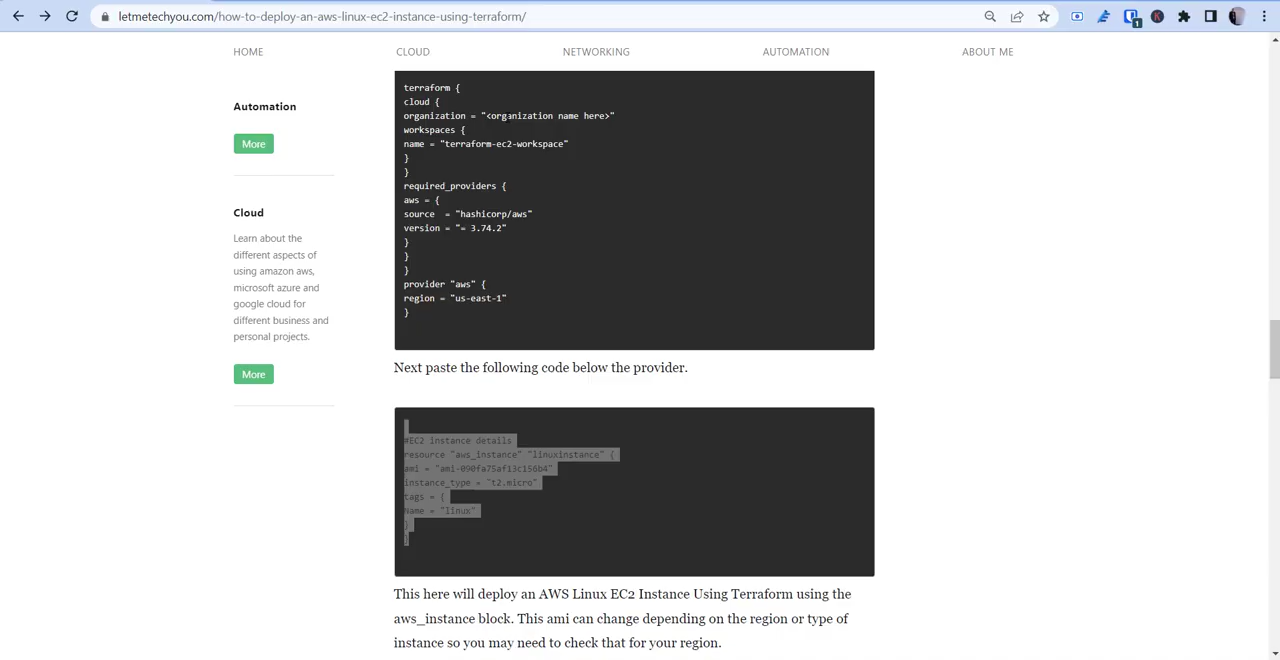 letmetechyou.com/how-to-deploy-an-aws-linux-ec2-instance-using-terraform/
1
K
HOME
CLOUD
NETWORKING
AUTOMATION
ABOUT ME
Automation
More
Cloud
Learn about the
different aspects of
using amazon aws,
microsoft azure and
google cloud for
different business and
personal projects.
More
terraform {
cloud {
organization = "<organization name here>"
workspaces {
name = "terraform-ec2-workspace"
}
}
required_providers {
aws = {
source  = "hashicorp/aws"
version = "= 3.74.2"
}
}
}
provider "aws" {
region = "us-east-1"
}
Next paste the following code below the provider.
#EC2 instance details
resource "aws_instance" "linuxinstance" {
ami = "ami-090fa75af13c156b4"
instance_type = "t2.micro"
tags = {
Name = "linux"
}
}
This here will deploy an AWS Linux EC2 Instance Using Terraform using the
aws_instance block. This ami can change depending on the region or type of
instance so you may need to check that for your region.